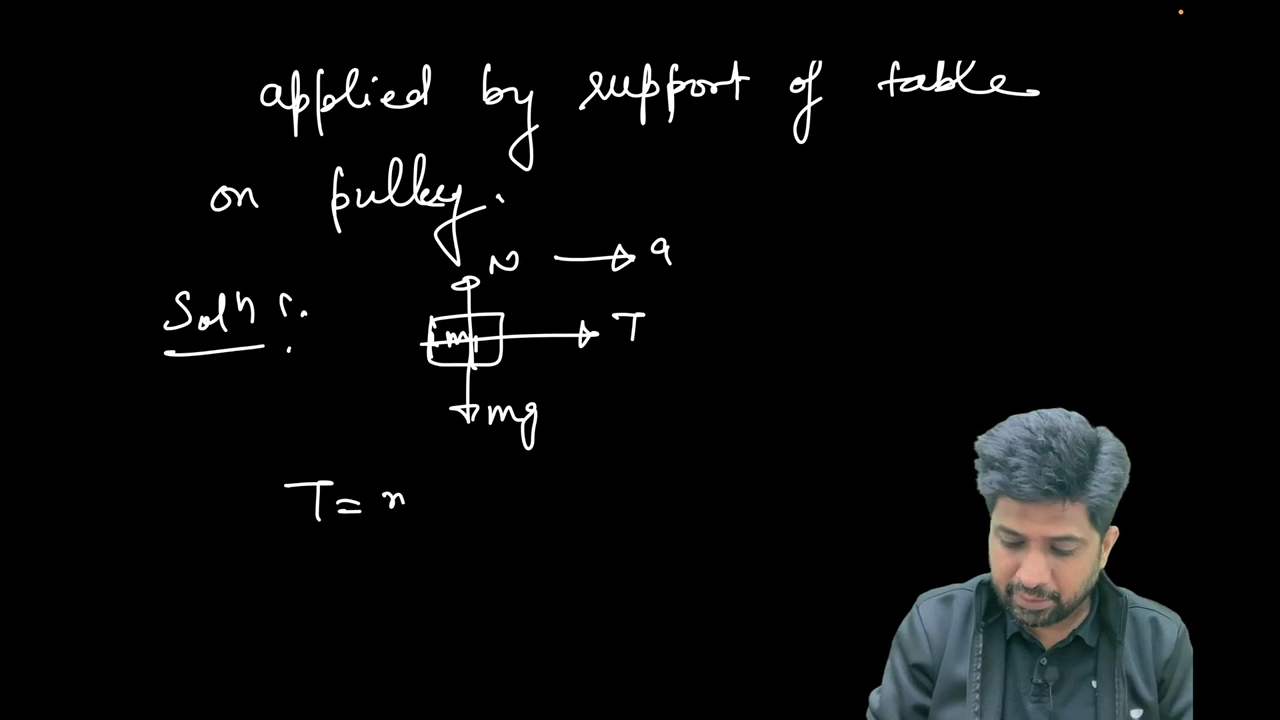 applied by support of table
on pulley.
N → a
Soln :.
m T
mg
T =